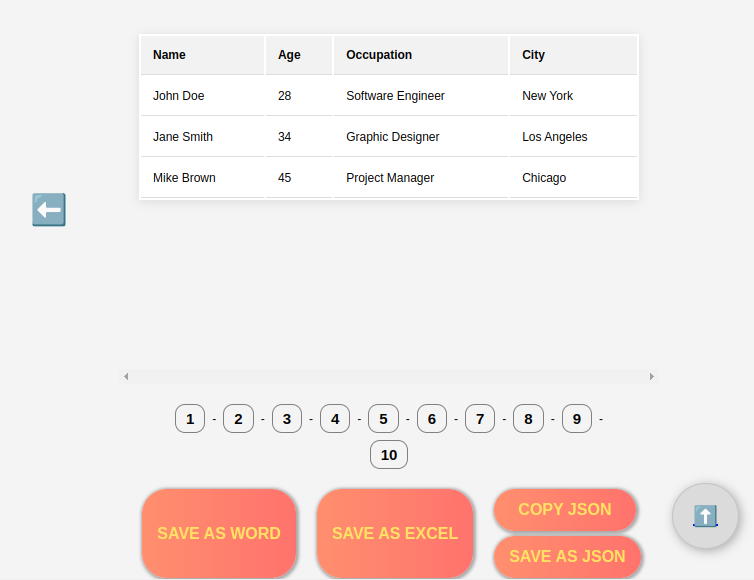 Name Age Occupation City
John Doe 28 Software Engineer New York
Jane Smith 34 Graphic Designer Los Angeles
Mike Brown 45 Project Manager Chicago
1 - 2 - 3 - 4 - 5 - 6 - 7 - 8 - 9 -
10
SAVE AS WORD SAVE AS EXCEL COPY JSON
SAVE AS JSON